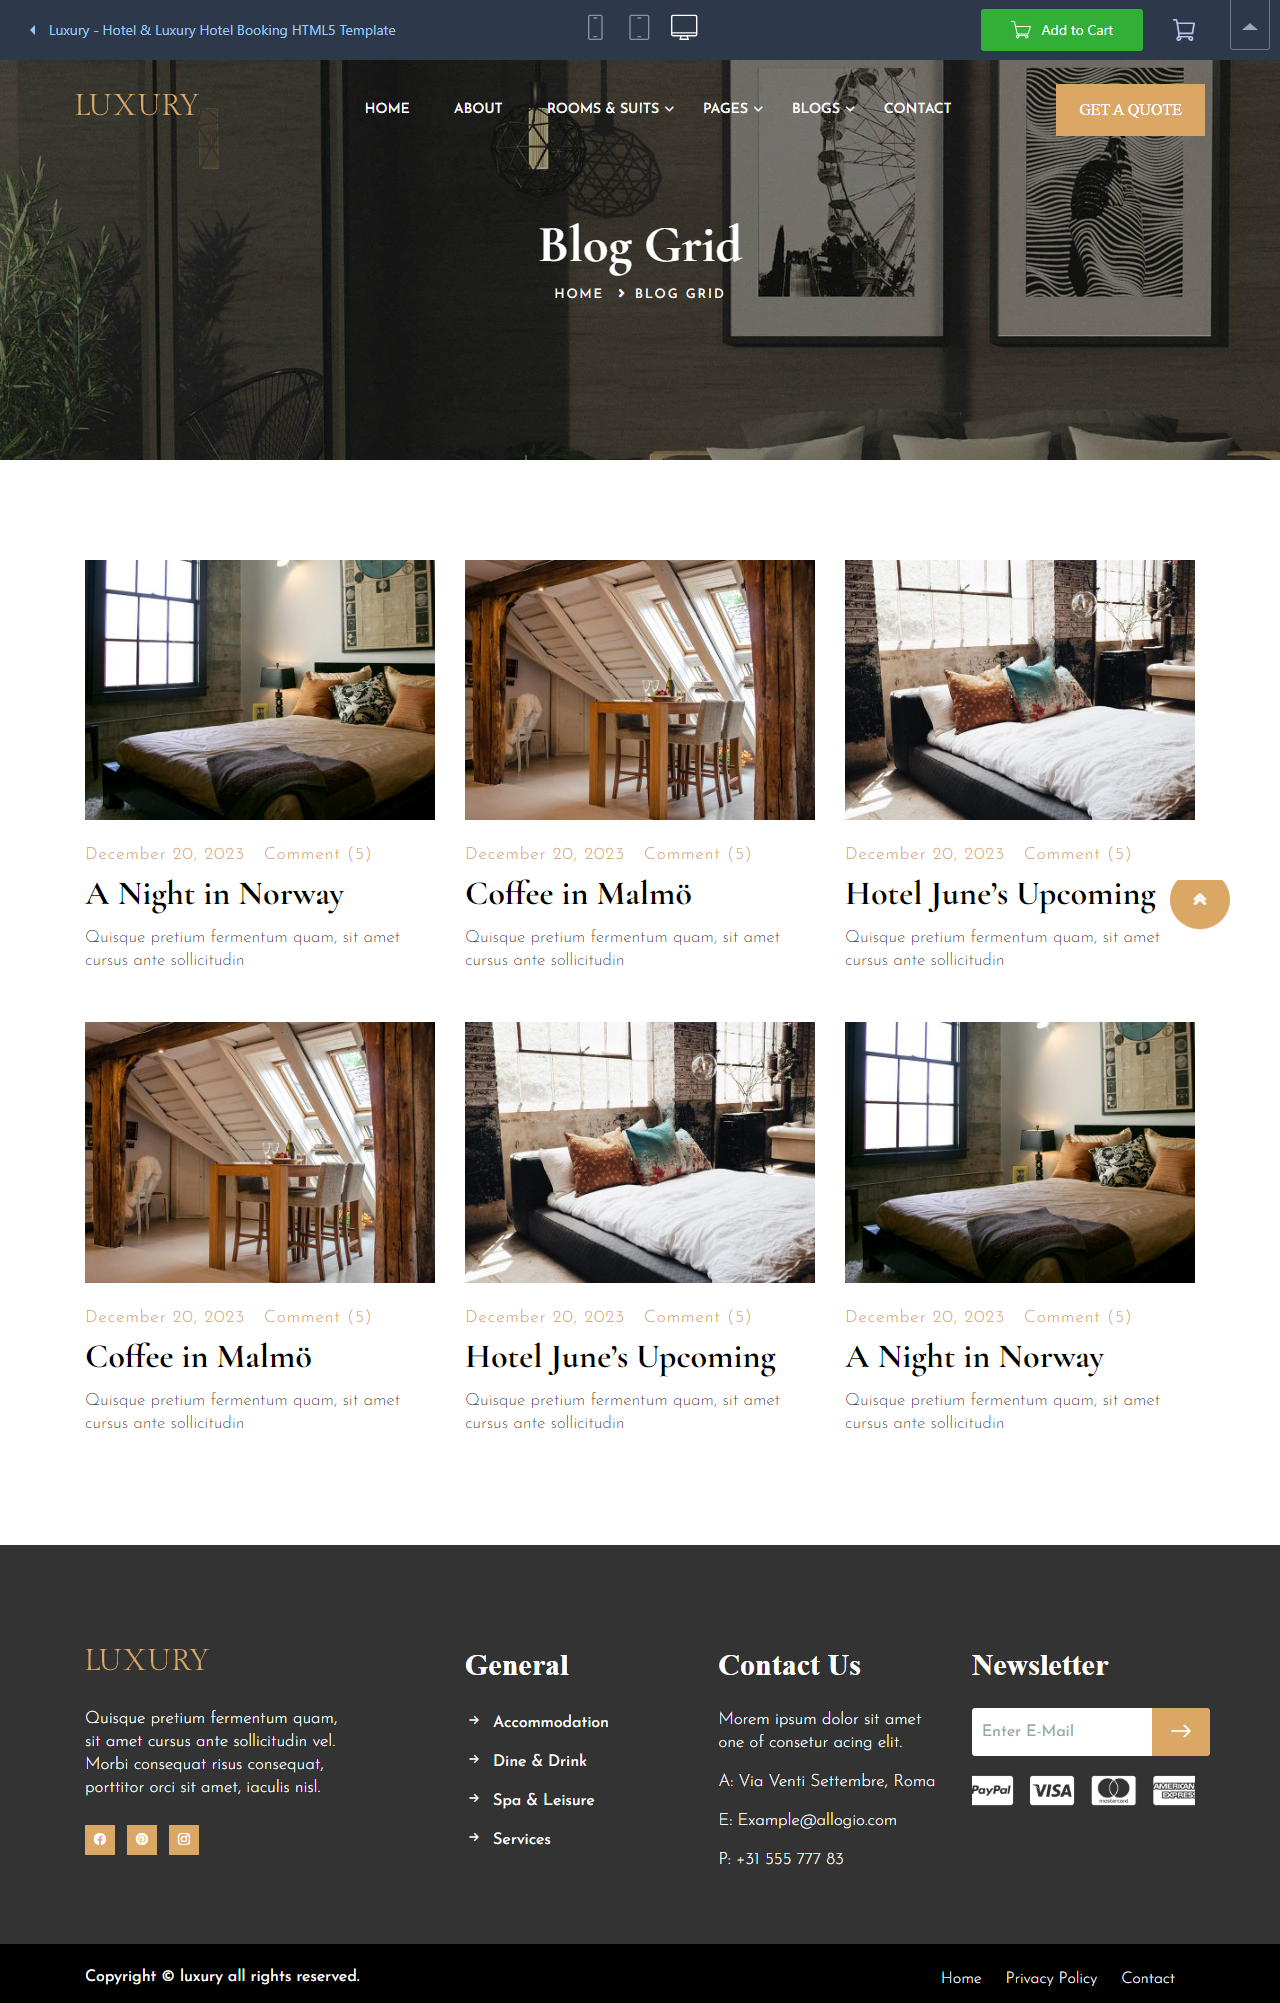 Luxury - Hotel & Luxury Hotel Booking HTML5 Template
Add to Cart
LUXURY
HOME
ABOUT
ROOMS & SUITS
PAGES
BLOGS
CONTACT
GET A QUOTE
Blog Grid
HOME
BLOG GRID
December 20, 2023 Comment (5)
A Night in Norway
Quisque pretium fermentum quam, sit amet
cursus ante sollicitudin
December 20, 2023 Comment (5)
Coffee in Malmö
Quisque pretium fermentum quam, sit amet
cursus ante sollicitudin
December 20, 2023 Comment (5)
Hotel June’s Upcoming
Quisque pretium fermentum quam, sit amet
cursus ante sollicitudin
December 20, 2023 Comment (5)
Coffee in Malmö
Quisque pretium fermentum quam, sit amet
cursus ante sollicitudin
December 20, 2023 Comment (5)
Hotel June’s Upcoming
Quisque pretium fermentum quam, sit amet
cursus ante sollicitudin
December 20, 2023 Comment (5)
A Night in Norway
Quisque pretium fermentum quam, sit amet
cursus ante sollicitudin
LUXURY
Quisque pretium fermentum quam,
sit amet cursus ante sollicitudin vel.
Morbi consequat risus consequat,
porttitor orci sit amet, iaculis nisl.
General
Accommodation
Dine & Drink
Spa & Leisure
Services
Contact Us
Morem ipsum dolor sit amet
one of consetur acing elit.
A: Via Venti Settembre, Roma
E: Example@allogio.com
P: +31 555 777 83
Newsletter
Enter E-Mail
PayPal
VISA
mastercard
AMERICAN
EXPRESS
Copyright © luxury all rights reserved.
Home
Privacy Policy
Contact